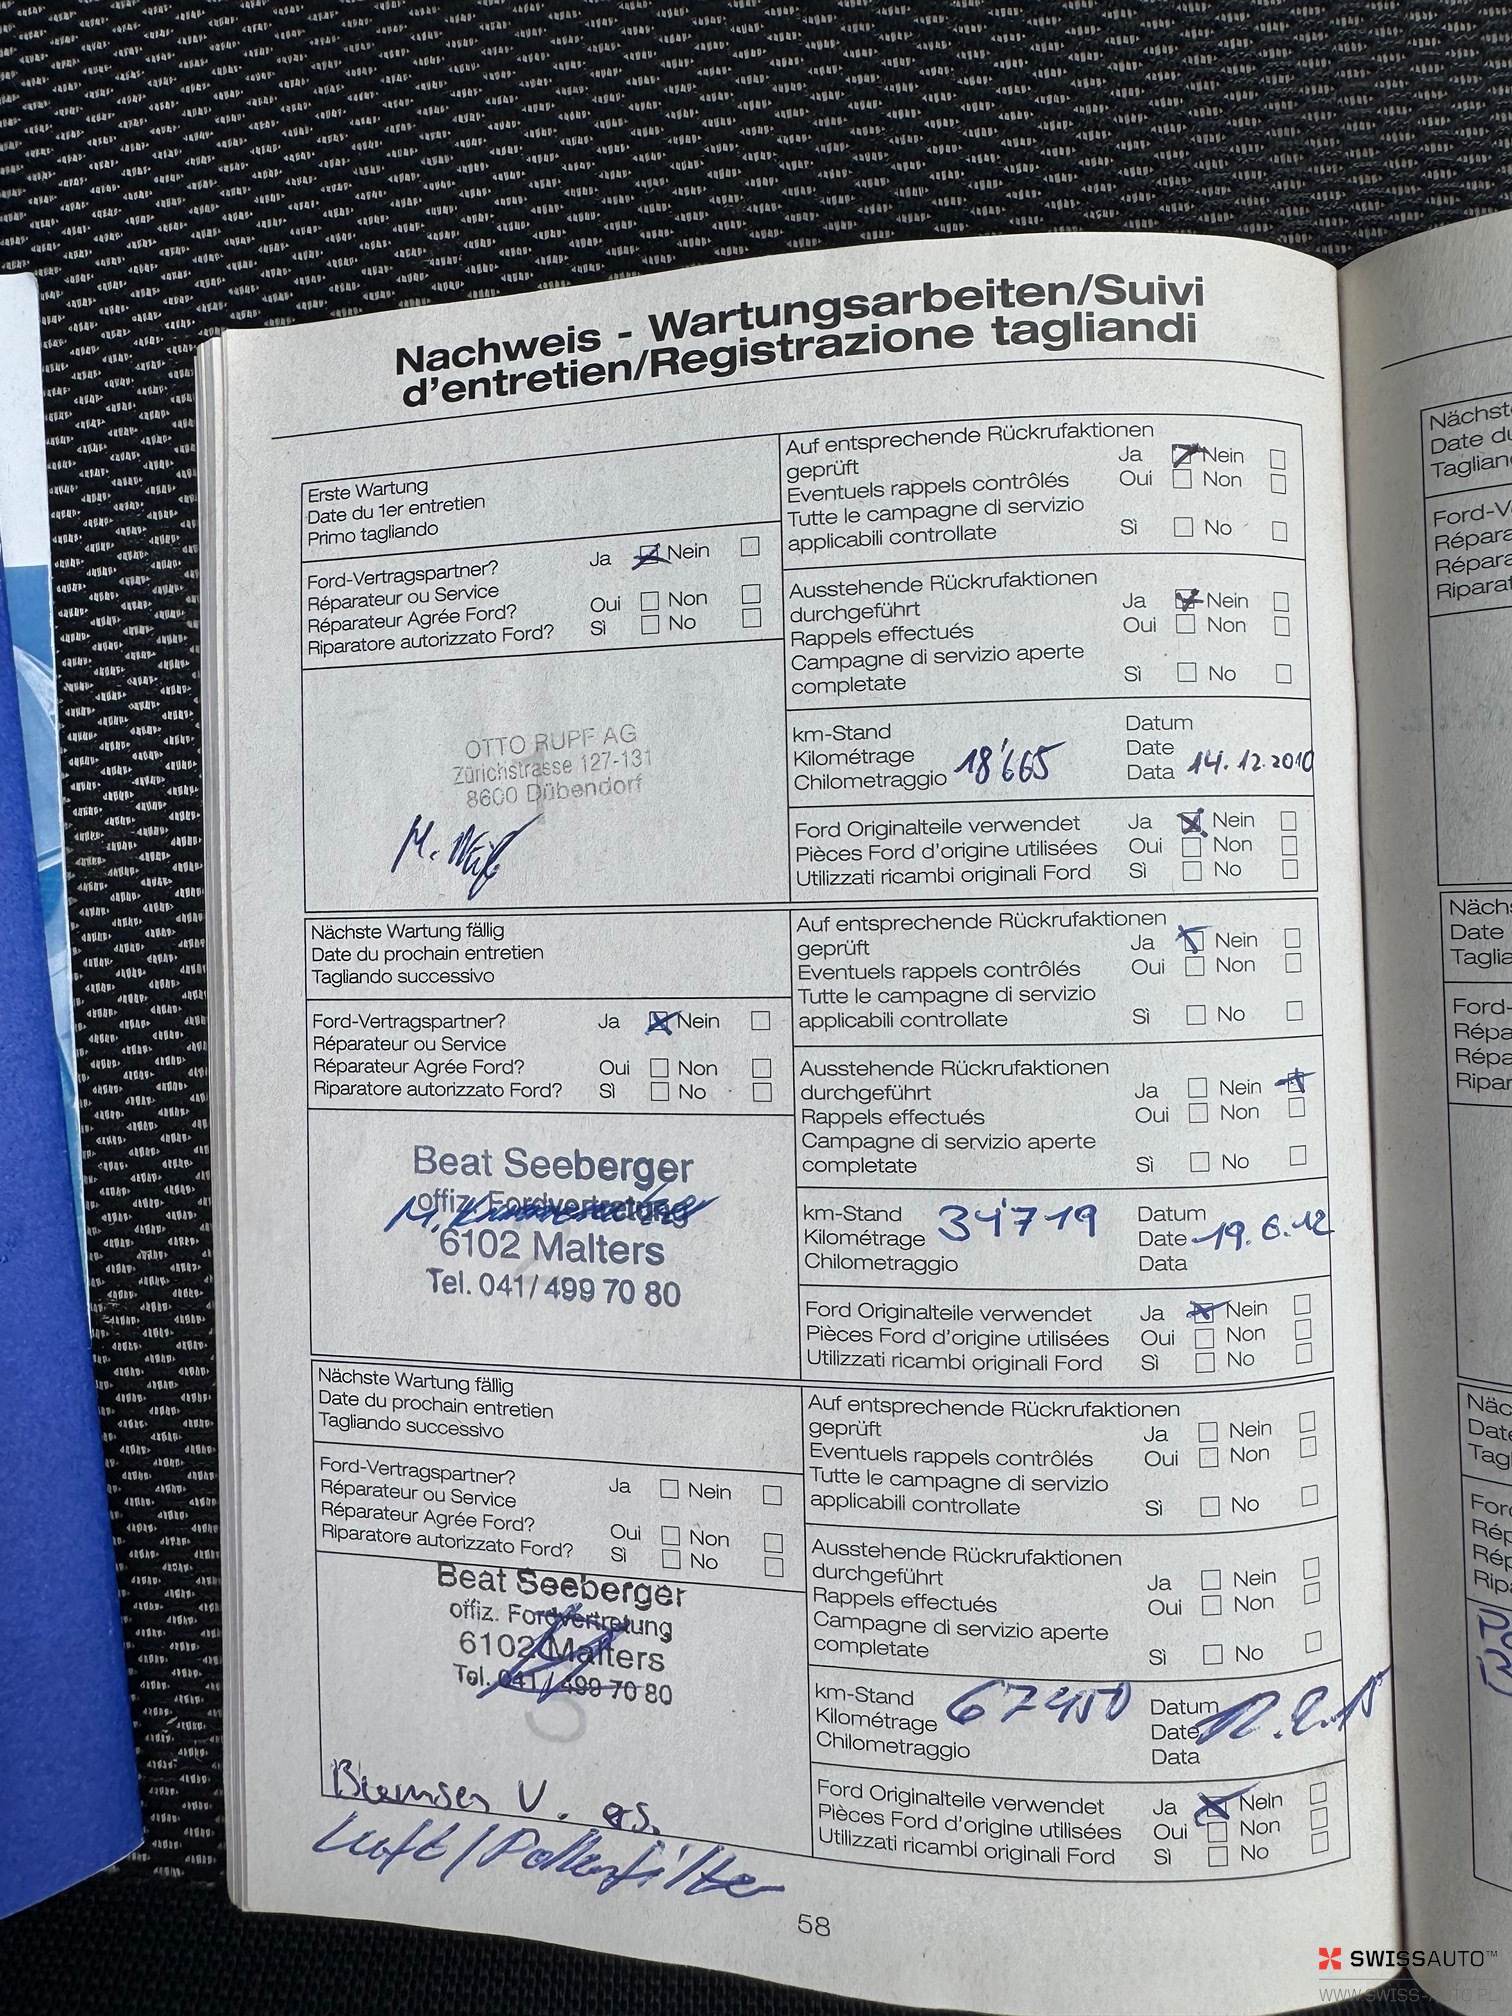 Nachweis - Wartungsarbeiten/Suivi
d'entretien/Registrazione tagliandi
Erste Wartung
Date du 1er entretien
Primo tagliando
Ford-Vertragspartner? Ja Nein
Réparateur ou Service
Réparateur Agrée Ford? Oui Non
Riparatore autorizzato Ford? Sì No
OTTO RUPF AG
Zürichstrasse 127-131
8600 Dübendorf
Auf entsprechende Rückrufaktionen
geprüft Ja Nein
Eventuels rappels contrôlés Oui Non
Tutte le campagne di servizio
applicabili controllate Sì No
Ausstehende Rückrufaktionen
durchgeführt Ja Nein
Rappels effectués Oui Non
Campagne di servizio aperte
completate Sì No
km-Stand Datum
Kilométrage 18'665 Date
Chilometraggio Data 14.12.2010
Ford Originalteile verwendet Ja Nein
Pièces Ford d'origine utilisées Oui Non
Utilizzati ricambi originali Ford Sì No
Nächste Wartung fällig
Date du prochain entretien
Tagliando successivo
Ford-Vertragspartner? Ja Nein
Réparateur ou Service
Réparateur Agrée Ford? Oui Non
Riparatore autorizzato Ford? Sì No
Beat Seeberger
offiz. Fordvertretung
6102 Malters
Tel. 041/499 70 80
Auf entsprechende Rückrufaktionen
geprüft Ja Nein
Eventuels rappels contrôlés Oui Non
Tutte le campagne di servizio
applicabili controllate Sì No
Ausstehende Rückrufaktionen
durchgeführt Ja Nein
Rappels effectués Oui Non
Campagne di servizio aperte
completate Sì No
km-Stand 34'719 Datum
Kilométrage Date 19.6.12
Chilometraggio Data
Ford Originalteile verwendet Ja Nein
Pièces Ford d'origine utilisées Oui Non
Utilizzati ricambi originali Ford Sì No
Nächste Wartung fällig
Date du prochain entretien
Tagliando successivo
Ford-Vertragspartner? Ja Nein
Réparateur ou Service
Réparateur Agrée Ford? Oui Non
Riparatore autorizzato Ford? Sì No
Beat Seeberger
offiz. Fordvertretung
6102 Malters
Tel. 041/499 70 80
3
Bremsen V.
Luft/Pollenfilter
Auf entsprechende Rückrufaktionen
geprüft Ja Nein
Eventuels rappels contrôlés Oui Non
Tutte le campagne di servizio
applicabili controllate Sì No
Ausstehende Rückrufaktionen
durchgeführt Ja Nein
Rappels effectués Oui Non
Campagne di servizio aperte
completate Sì No
km-Stand 67450 Datum
Kilométrage Date 12.2.15
Chilometraggio Data
Ford Originalteile verwendet Ja Nein
Pièces Ford d'origine utilisées Oui Non
Utilizzati ricambi originali Ford Sì No
58
SWISSAUTO™